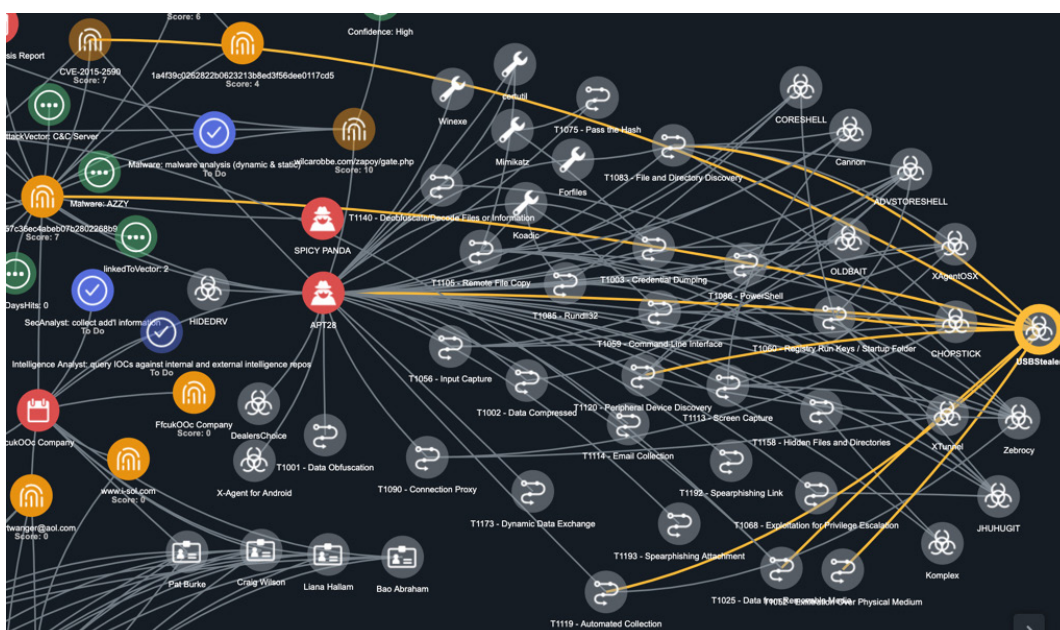 Score: 6
Confidence: High
sis Report
CVE-2015-2590
Score: 7
1a4f39c0262822b0623213b8ed3f56dee0117cd5
Score: 4
certutil
Winexe
CORESHELL
ttackVector: C&C Server
T1075 - Pass the Hash
Cannon
Malware: malware analysis (dynamic & static)
To Do
wilcarobbe.com/zapoy/gate.php
Score: 10
Mimikatz
Forfiles
T1083 - File and Directory Discovery
Malware: AZZY
ADVSTORESHELL
T1140 - Deobfuscate/Decode Files or Information
Score: 7
Koadic
SPICY PANDA
linkedToVector: 2
OLDBAIT
XAgentOSX
T1105 - Remote File Copy
T1003 - Credential Dumping
T1086 - PowerShell
DaysHits: 0
HIDEDRV
APT28
T1085 - Rundll32
SecAnalyst: collect add'l information
To Do
T1059 - Command-Line Interface
T1060 - Registry Run Keys / Startup Folder
CHOPSTICK
USBStealer
Intelligence Analyst: query IOCs against internal and external intelligence repos
To Do
T1056 - Input Capture
T1002 - Data Compressed
T1120 - Peripheral Device Discovery
T1113 - Screen Capture
FfcukOOc Company
Score: 0
cukOOc Company
DealersChoice
T1158 - Hidden Files and Directories
XTunnel
Zebrocy
T1114 - Email Collection
T1001 - Data Obfuscation
X-Agent for Android
T1090 - Connection Proxy
T1192 - Spearphishing Link
www.i-sol.com
Score: 0
T1173 - Dynamic Data Exchange
T1068 - Exploitation for Privilege Escalation
JHUHUGIT
rtwanger@aol.com
Score: 0
T1193 - Spearphishing Attachment
Komplex
Pat Burke
Craig Wilson
Liana Hallam
Bao Abraham
T1025 - Data from Removable Media
Over Physical Medium
T1119 - Automated Collection